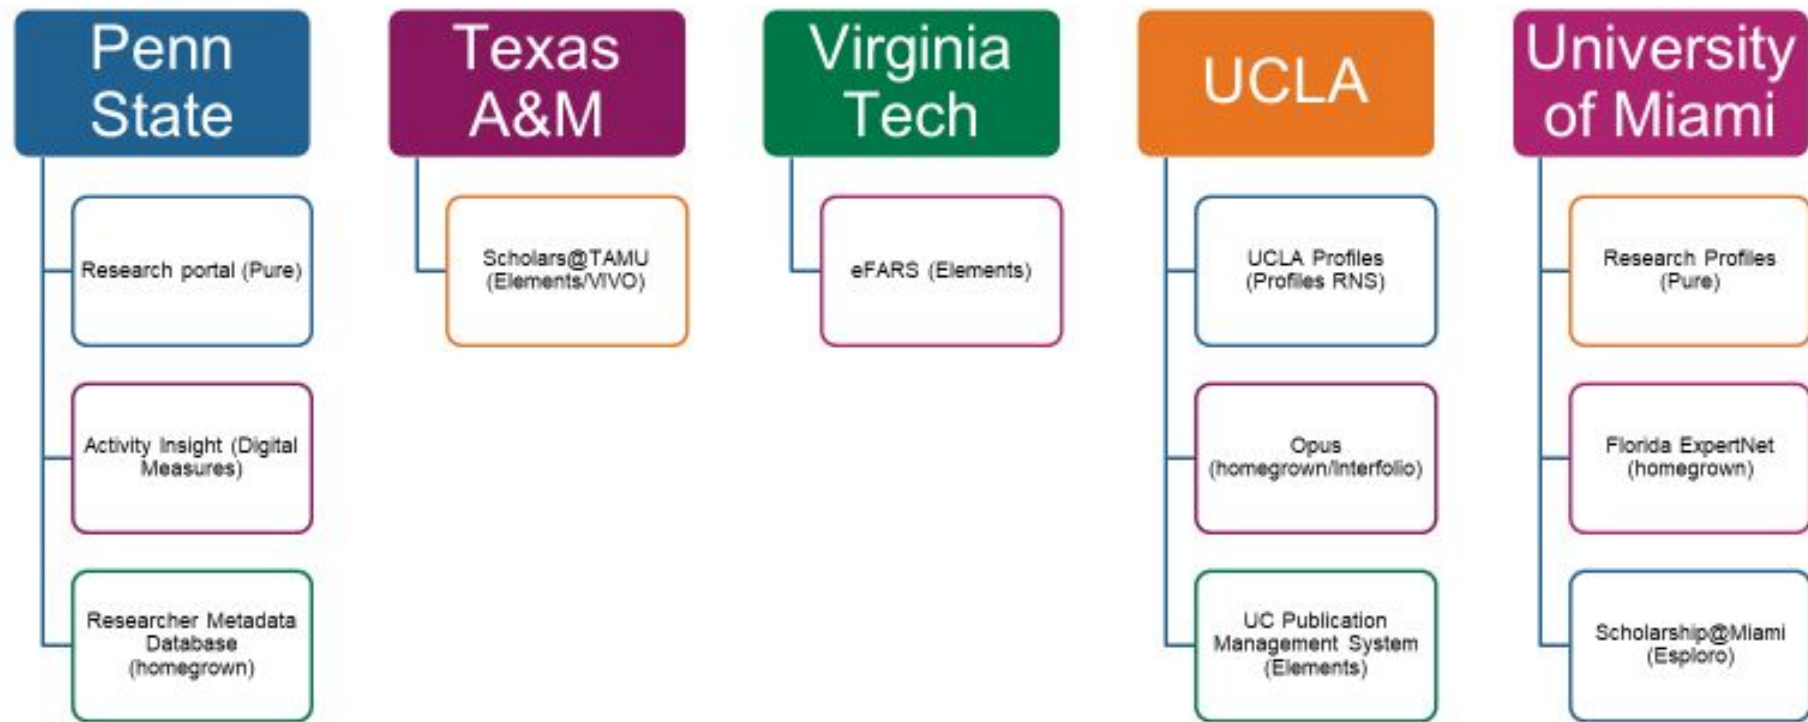 Penn
State
Research portal (Pure)
Activity Insight (Digital
Measures)
Researcher Metadata
Database
(homegrown)
Texas
A&M
Scholars@TAMU
(Elements/VIVO)
Virginia
Tech
eFARS (Elements)
UCLA
UCLA Profiles
(Profiles RNS)
Opus
(homegrown/Interfolio)
UC Publication
Management System
(Elements)
University
of Miami
Research Profiles
(Pure)
Florida ExpertNet
(homegrown)
Scholarship@Miami
(Esploro)